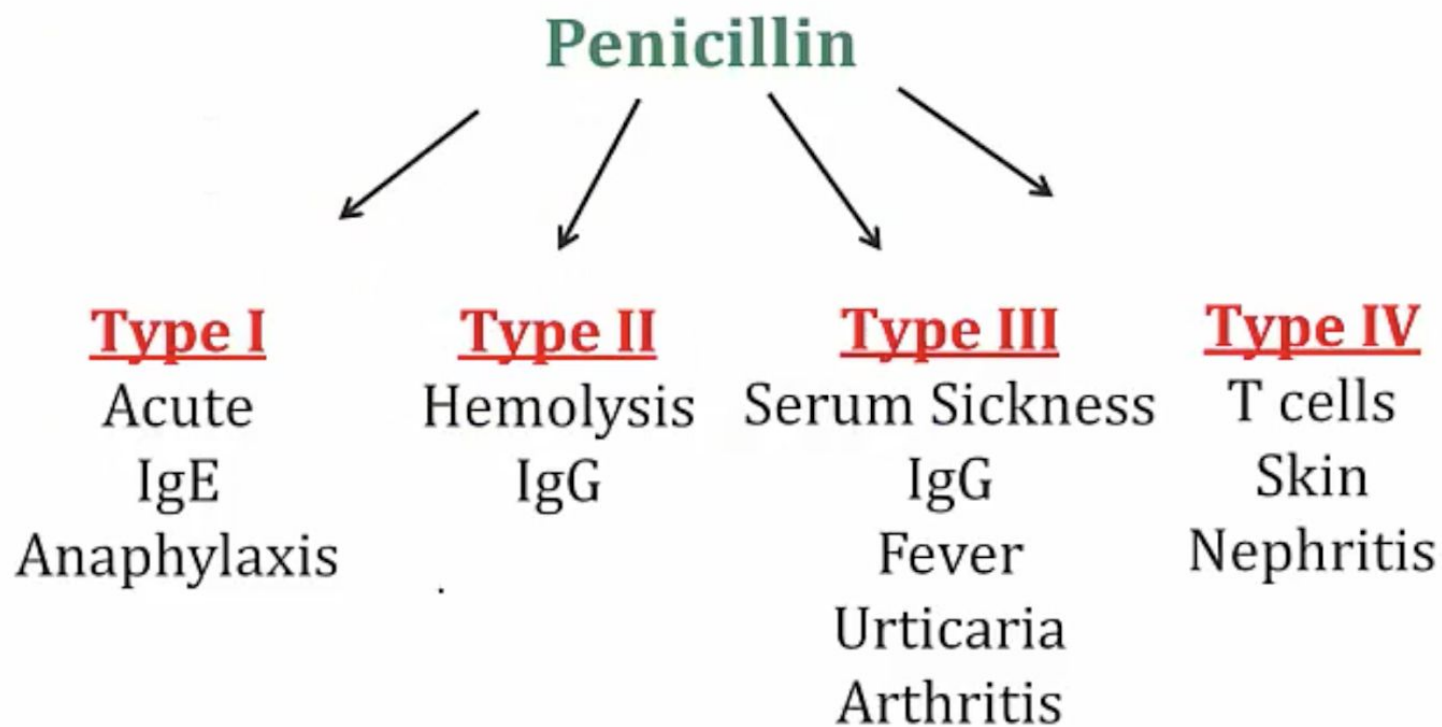 Penicillin
Type I
Acute
IgE
Anaphylaxis
Type II
Hemolysis
IgG
Type III
Serum Sickness
IgG
Fever
Urticaria
Arthritis
Type IV
T cells
Skin
Nephritis